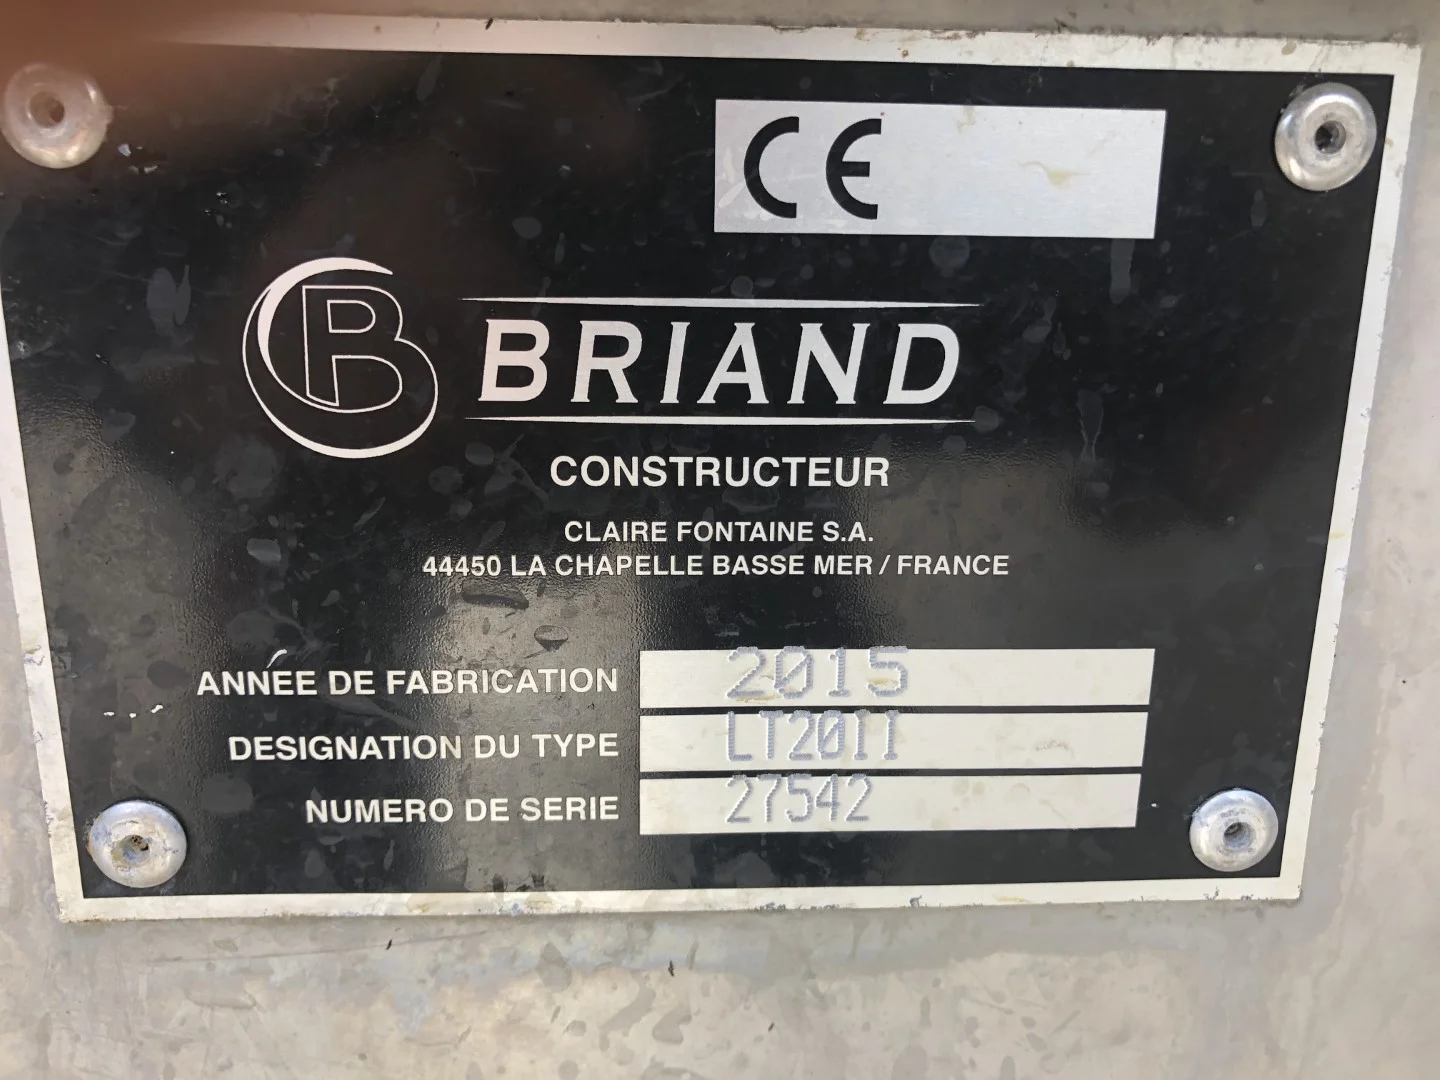 CE
B BRIAND
CONSTRUCTEUR
CLAIRE FONTAINE S.A.
44450 LA CHAPELLE BASSE MER / FRANCE
ANNÉE DE FABRICATION 2015
DESIGNATION DU TYPE LT20II
NUMERO DE SERIE 27542